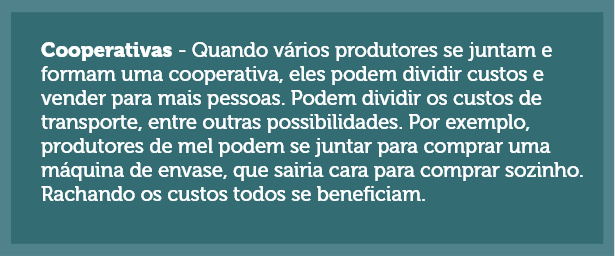 Cooperativas - Quando vários produtores se juntam e
formam uma cooperativa, eles podem dividir custos e
vender para mais pessoas. Podem dividir os custos de
transporte, entre outras possibilidades. Por exemplo,
produtores de mel podem se juntar para comprar uma
máquina de envase, que sairia cara para comprar sozinho.
Rachando os custos todos se beneficiam.